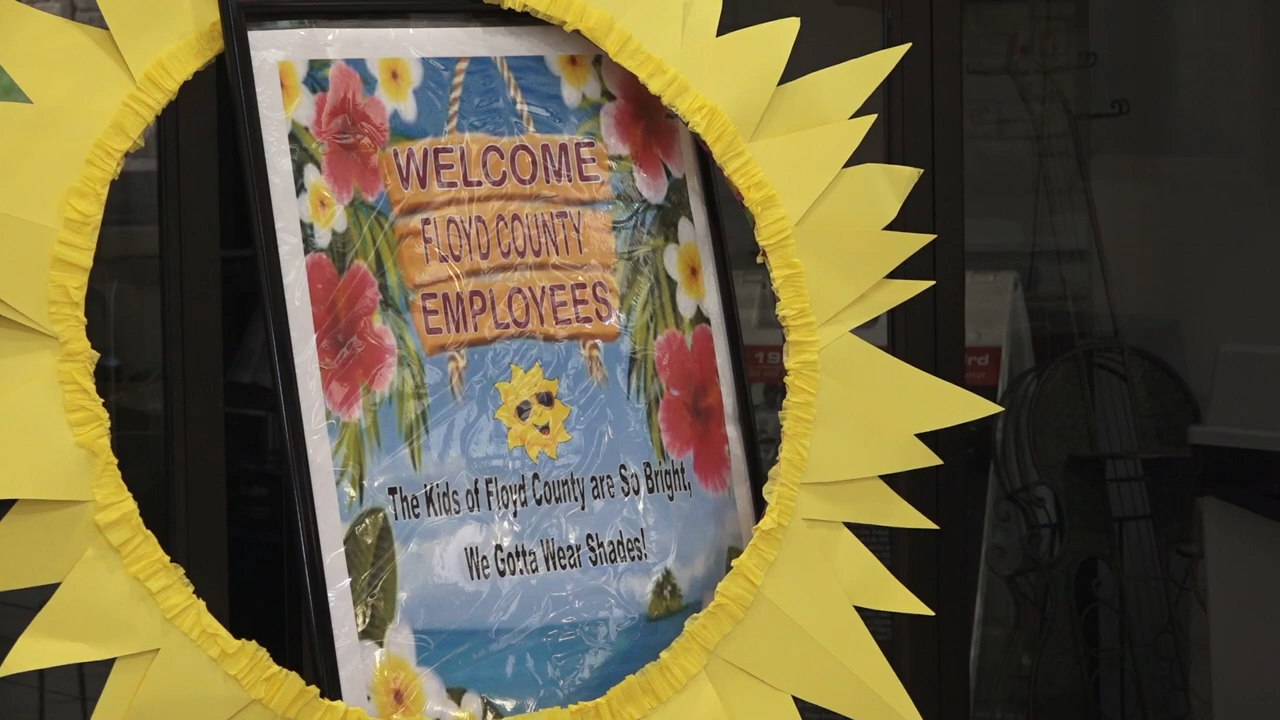 WELCOME
FLOYD COUNTY
EMPLOYEES
The Kids of Floyd County are So Bright,
We Gotta Wear Shades!